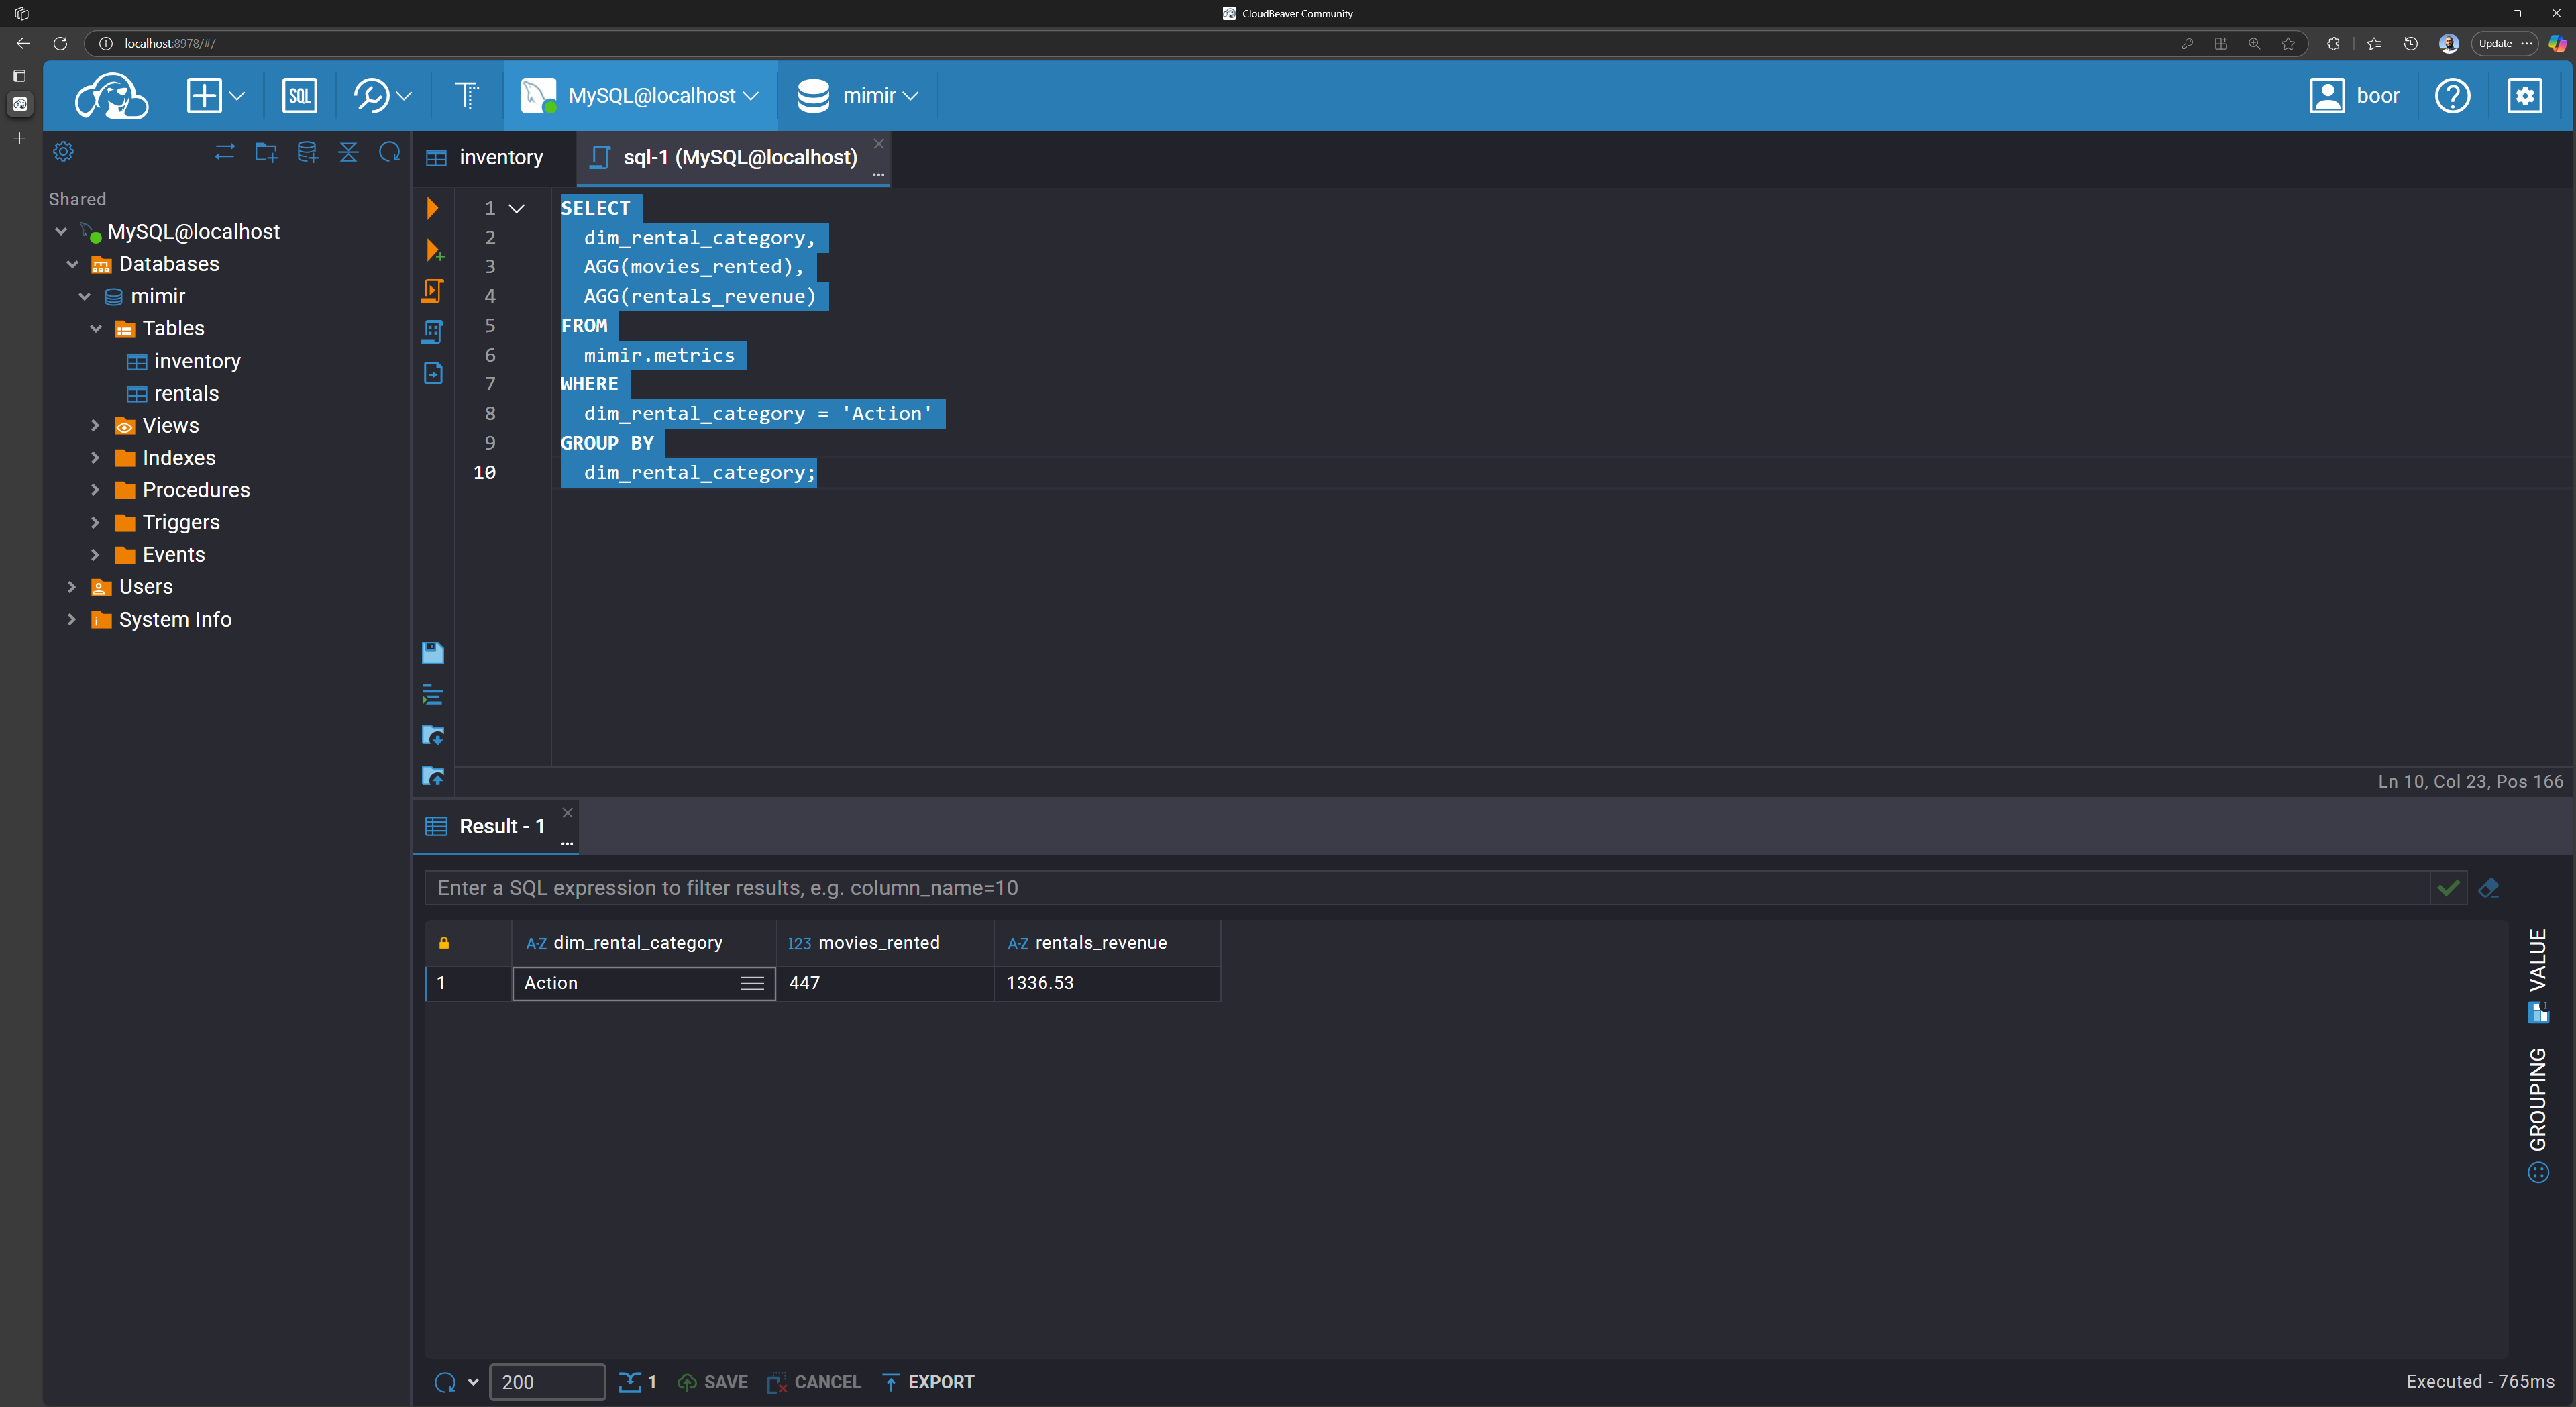 CloudBeaver Community
localhost:8978/#/
Update
SQL
MySQL@localhost
mimir
boor
Shared
MySQL@localhost
Databases
mimir
Tables
inventory
rentals
Views
Indexes
Procedures
Triggers
Events
Users
System Info
inventory
sql-1 (MySQL@localhost)
1 SELECT
2 dim_rental_category,
3 AGG(movies_rented),
4 AGG(rentals_revenue)
5 FROM
6 mimir.metrics
7 WHERE
8 dim_rental_category = 'Action'
9 GROUP BY
10 dim_rental_category;
Ln 10, Col 23, Pos 166
Result - 1
Enter a SQL expression to filter results, e.g. column_name=10
A-Z dim_rental_category 123 movies_rented A-Z rentals_revenue
1 Action 447 1336.53
VALUE
GROUPING
200 1 SAVE CANCEL EXPORT
Executed - 765ms